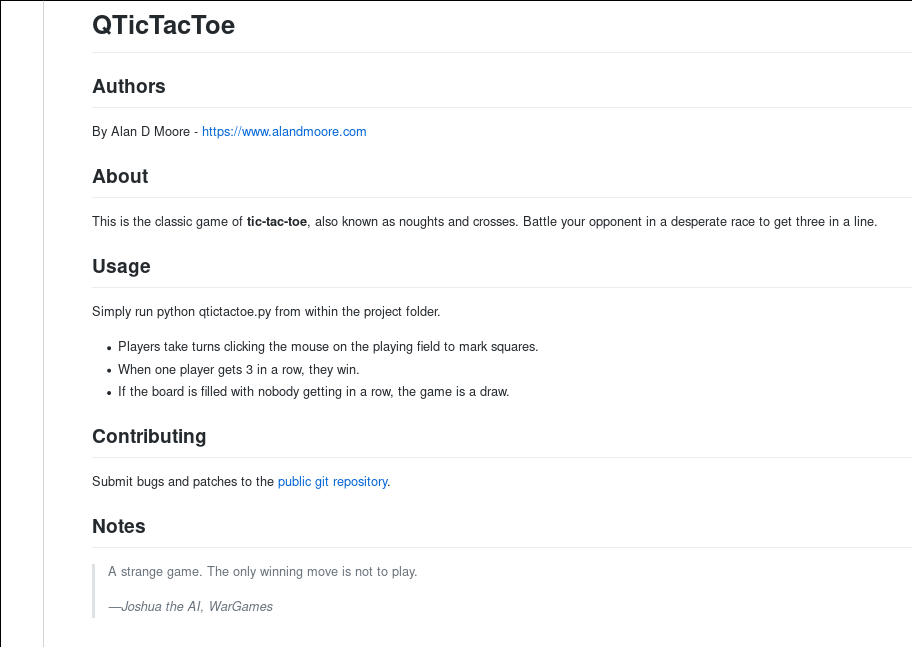 QTicTacToe
Authors
By Alan D Moore - https://www.alandmoore.com
About
This is the classic game of tic-tac-toe, also known as noughts and crosses. Battle your opponent in a desperate race to get three in a line.
Usage
Simply run python qtictactoe.py from within the project folder.
• Players take turns clicking the mouse on the playing field to mark squares.
• When one player gets 3 in a row, they win.
• If the board is filled with nobody getting in a row, the game is a draw.
Contributing
Submit bugs and patches to the public git repository.
Notes
A strange game. The only winning move is not to play.
—Joshua the AI, WarGames